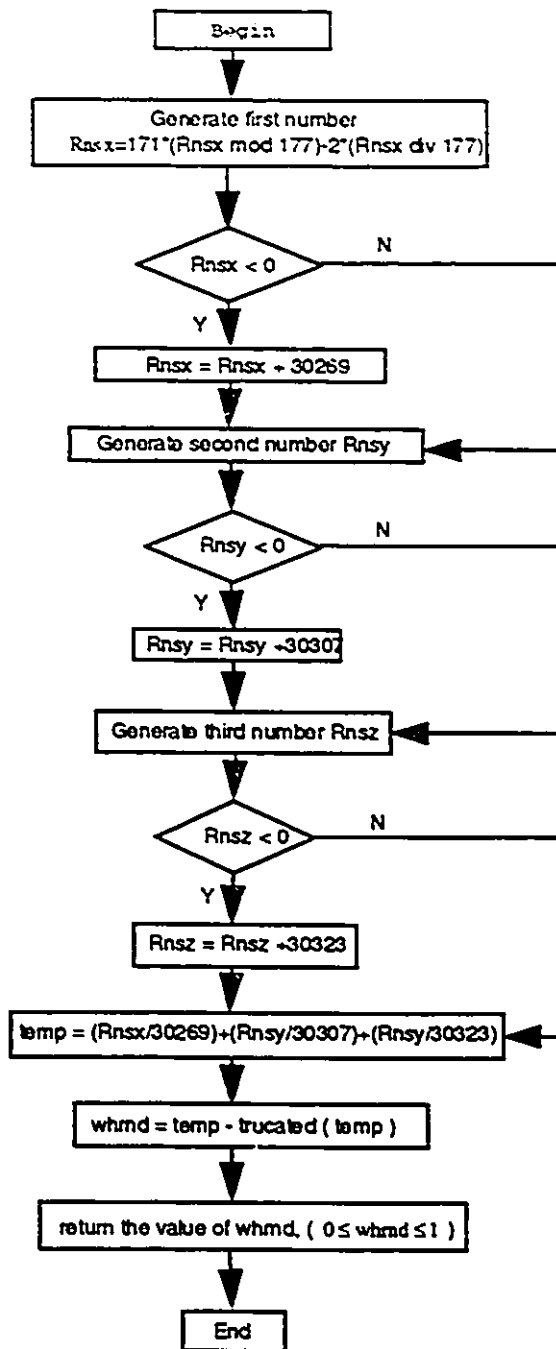 Begin
Generate first number
Rnsx=171*(Rnsx mod 177)-2*(Rnsx div 177)
Rnsx < 0
N
Y
Rnsx = Rnsx + 30269
Generate second number Rnsy
Rnsy < 0
N
Y
Rnsy = Rnsy +30307
Generate third number Rnsz
Rnsz < 0
N
Y
Rnsz = Rnsz +30323
temp = (Rnsx/30269)+(Rnsy/30307)+(Rnsy/30323)
whrnd = temp - trucated ( temp )
return the value of whrnd, ( 0 ≤ whrnd ≤ 1 )
End